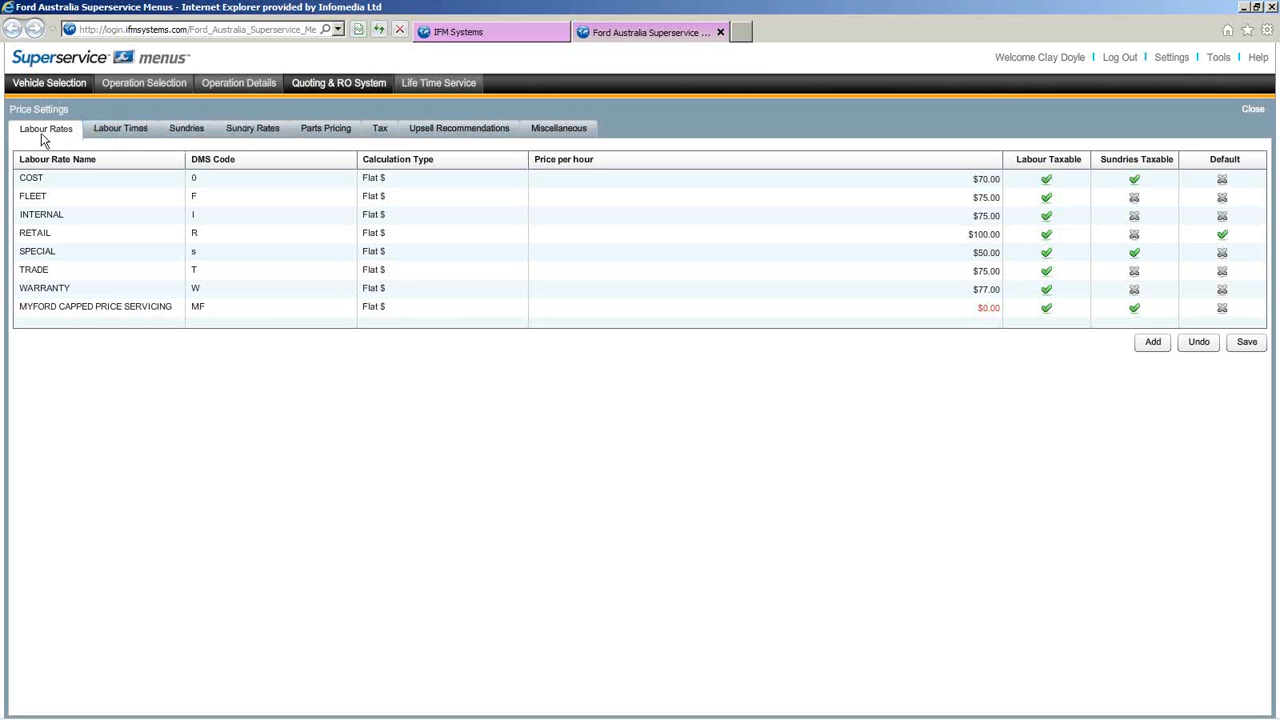 Ford Australia Superservice Menus - Internet Explorer provided by Infomedia Ltd
http://login.ifmsystems.com/Ford_Australia_Superservice_Me
IFM Systems
Ford Australia Superservice ...
Superservice menus
Welcome Clay Doyle
Log Out
Settings
Tools
Help
Vehicle Selection
Operation Selection
Operation Details
Quoting & RO System
Life Time Service
Price Settings
Close
Labour Rates
Labour Times
Sundries
Sundry Rates
Parts Pricing
Tax
Upsell Recommendations
Miscellaneous
Labour Rate Name DMS Code Calculation Type Price per hour Labour Taxable Sundries Taxable Default
COST 0 Flat $ $70.00
FLEET F Flat $ $75.00
INTERNAL I Flat $ $75.00
RETAIL R Flat $ $100.00
SPECIAL s Flat $ $50.00
TRADE T Flat $ $75.00
WARRANTY W Flat $ $77.00
MYFORD CAPPED PRICE SERVICING MF Flat $ $0.00
Add
Undo
Save